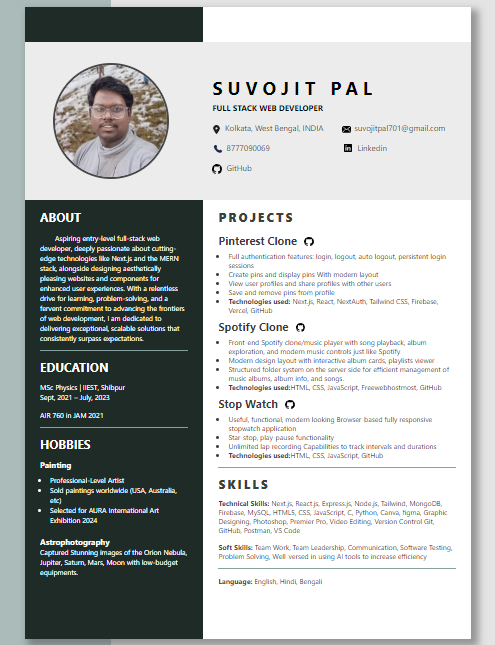 SUVOJIT PAL
FULL STACK WEB DEVELOPER
Kolkata, West Bengal, INDIA
suvojitpal701@gmail.com
8777090069
Linkedin
GitHub
ABOUT
Aspiring entry-level full-stack web
developer, deeply passionate about cutting-
edge technologies like Next.js and the MERN
stack, alongside designing aesthetically
pleasing websites and components for
enhanced user experiences. With a relentless
drive for learning, problem-solving, and a
fervent commitment to advancing the frontiers
of web development, I am dedicated to
delivering exceptional, scalable solutions that
consistently surpass expectations.
EDUCATION
MSc Physics | IIEST, Shibpur
Sept, 2021 – July, 2023
AIR 760 in JAM 2021
HOBBIES
Painting
Professional-Level Artist
Sold paintings worldwide (USA, Australia,
etc)
Selected for AURA International Art
Exhibition 2024
Astrophotography
Captured Stunning images of the Orion Nebula,
Jupiter, Saturn, Mars, Moon with low-budget
equipments.
PROJECTS
Pinterest Clone
Full authentication features: login, logout, auto logout, persistent login
sessions
Create pins and display pins With modern layout
View user profiles and share profiles with other users
Save and remove pins from profile
Technologies used: Next.js, React, NextAuth, Tailwind CSS, Firebase,
Vercel, GitHub
Spotify Clone
Front-end Spotify clone/music player with song playback, album
exploration, and modern music controls just like Spotify
Modern design layout with interactive album cards, playlists viewer
Structured folder system on the server side for efficient management of
music albums, album info, and songs.
Technologies used:HTML, CSS, JavaScript, Freewebhostmost, GitHub
Stop Watch
Useful, functional, modern looking Browser-based fully responsive
stopwatch application
Star-stop, play-pause functionality
Unlimited lap recording Capabilities to track intervals and durations
Technologies used:HTML, CSS, JavaScript, GitHub
SKILLS
Technical Skills: Next.js, React.js, Express.js, Node.js, Tailwind, MongoDB,
Firebase, MySQL, HTML5, CSS, JavaScript, C, Python, Canva, figma, Graphic
Designing, Photoshop, Premier Pro, Video Editing, Version Control Git,
GitHub, Postman, VS Code
Soft Skills: Team Work, Team Leadership, Communication, Software Testing,
Problem Solving, Well-versed in using AI tools to increase efficiency
Language: English, Hindi, Bengali